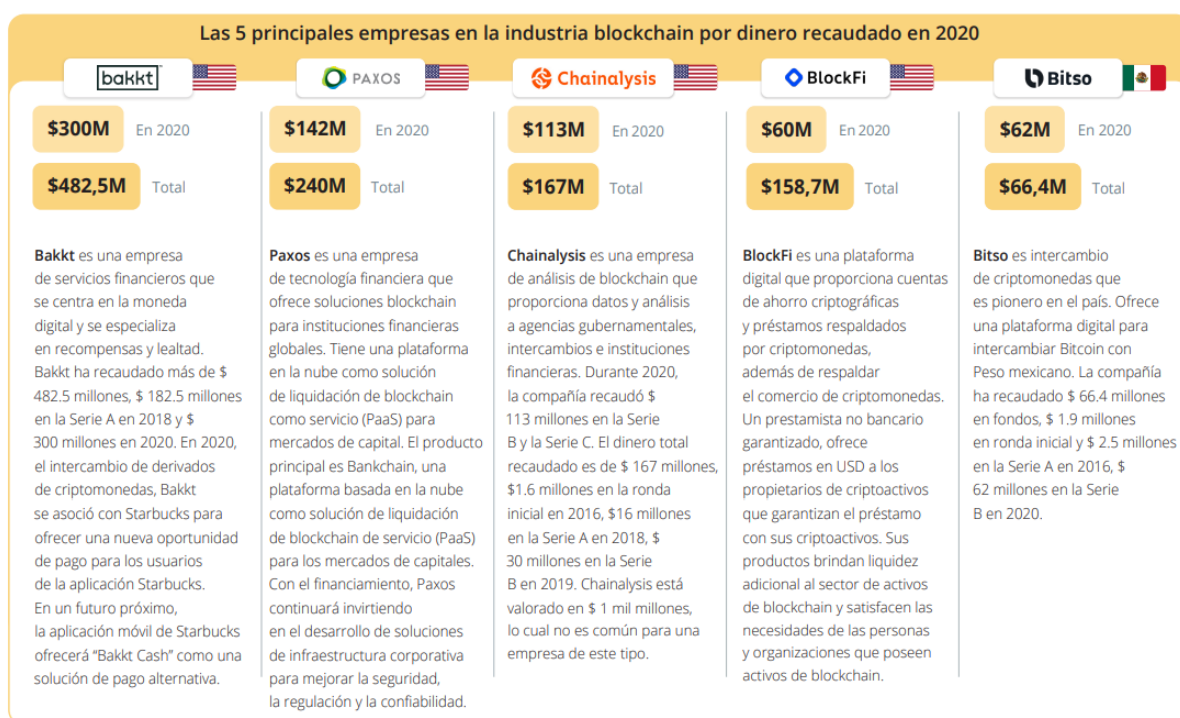 Las 5 principales empresas en la industria blockchain por dinero recaudado en 2020
bakkt
$300M En 2020
$482,5M Total
Bakkt es una empresa
de servicios financieros que
se centra en la moneda
digital y se especializa
en recompensas y lealtad.
Bakkt ha recaudado más de $
482.5 millones, $ 182.5 millones
en la Serie A en 2018 y $
300 millones en 2020. En 2020,
el intercambio de derivados
de criptomonedas, Bakkt
se asoció con Starbucks para
ofrecer una nueva oportunidad
de pago para los usuarios
de la aplicación Starbucks.
En un futuro próximo,
la aplicación móvil de Starbucks
ofrecerá “Bakkt Cash” como una
solución de pago alternativa.
PAXOS
$142M En 2020
$240M Total
Paxos es una empresa
de tecnología financiera que
ofrece soluciones blockchain
para instituciones financieras
globales. Tiene una plataforma
en la nube como solución
de liquidación de blockchain
como servicio (PaaS) para
mercados de capital. El producto
principal es Bankchain, una
plataforma basada en la nube
como solución de liquidación
de blockchain de servicio (PaaS)
para los mercados de capitales.
Con el financiamiento, Paxos
continuará invirtiendo
en el desarrollo de soluciones
de infraestructura corporativa
para mejorar la seguridad,
la regulación y la confiabilidad.
Chainalysis
$113M En 2020
$167M Total
Chainalysis es una empresa
de análisis de blockchain que
proporciona datos y análisis
a agencias gubernamentales,
intercambios e instituciones
financieras. Durante 2020,
la compañía recaudó $
113 millones en la Serie
B y la Serie C. El dinero total
recaudado es de $ 167 millones,
$1.6 millones en la ronda
inicial en 2016, $16 millones
en la Serie A en 2018, $
30 millones en la Serie
B en 2019. Chainalysis está
valorado en $ 1 mil millones,
lo cual no es común para una
empresa de este tipo.
BlockFi
$60M En 2020
$158,7M Total
BlockFi es una plataforma
digital que proporciona cuentas
de ahorro criptográficas
y préstamos respaldados
por criptomonedas,
además de respaldar
el comercio de criptomonedas.
Un prestamista no bancario
garantizado, ofrece
préstamos en USD a los
propietarios de criptoactivos
que garantizan el préstamo
con sus criptoactivos. Sus
productos brindan liquidez
adicional al sector de activos
de blockchain y satisfacen las
necesidades de las personas
y organizaciones que poseen
activos de blockchain.
Bitso
$62M En 2020
$66,4M Total
Bitso es intercambio
de criptomonedas que
es pionero en el país. Ofrece
una plataforma digital para
intercambiar Bitcoin con
Peso mexicano. La compañía
ha recaudado $ 66.4 millones
en fondos, $ 1.9 millones
en ronda inicial y $ 2.5 millones
en la Serie A en 2016, $
62 millones en la Serie
B en 2020.